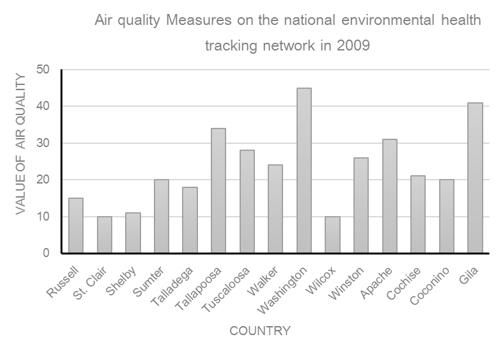 Air quality Measures on the national environmental health
tracking network in 2009
VALUE OF AIR QUALITY
50
40
30
20
10
0
Russell
St. Clair
Shelby
Sumter
Talladega
Tallapoosa
Tuscaloosa
Walker
Washington
Wilcox
Winston
Apache
Cochise
Coconino
Gila
COUNTRY